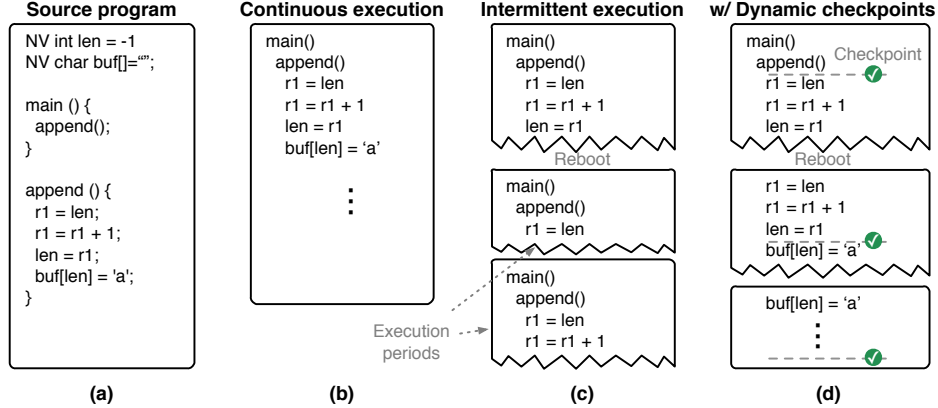 Source program
NV int len = -1
NV char buf[]=“”;
main () {
append();
}
append () {
r1 = len;
r1 = r1 + 1;
len = r1;
buf[len] = 'a';
}
(a)
Continuous execution
main()
append()
r1 = len
r1 = r1 + 1
len = r1
buf[len] = ‘a’
(b)
Intermittent execution
main()
append()
r1 = len
r1 = r1 + 1
len = r1
Reboot
main()
append()
r1 = len
main()
append()
r1 = len
r1 = r1 + 1
Execution
periods
(c)
w/ Dynamic checkpoints
main()
append()
Checkpoint
r1 = len
r1 = r1 + 1
len = r1
Reboot
r1 = len
r1 = r1 + 1
len = r1
buf[len] = ‘a’
buf[len] = ‘a’
(d)